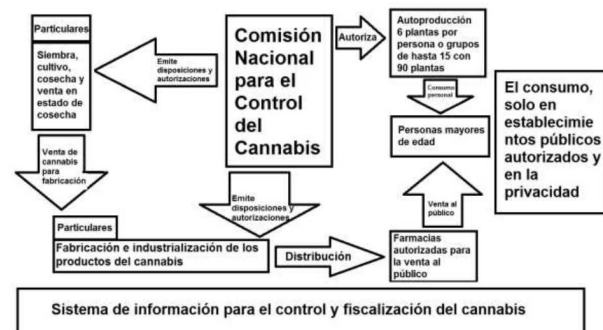 Particulares
Siembra,
cultivo,
cosecha y
venta en
estado de
cosecha
Emite
disposiciones y
autorizaciones
Comisión
Nacional
para el
Control
del
Cannabis
Autoriza
Autoproducción
6 plantas por
persona o grupos
de hasta 15 con
90 plantas
Consumo
personal
Personas mayores
de edad
El consumo,
solo en
establecimie
ntos públicos
autorizados y
en la
privacidad
Venta de
cannabis
para
fabricación
Emite
disposiciones y
autorizaciones
Venta al
público
Particulares
Fabricación e industrialización de los
productos del cannabis
Distribución
Farmacias
autorizadas para
la venta al
público
Sistema de información para el control y fiscalización del cannabis